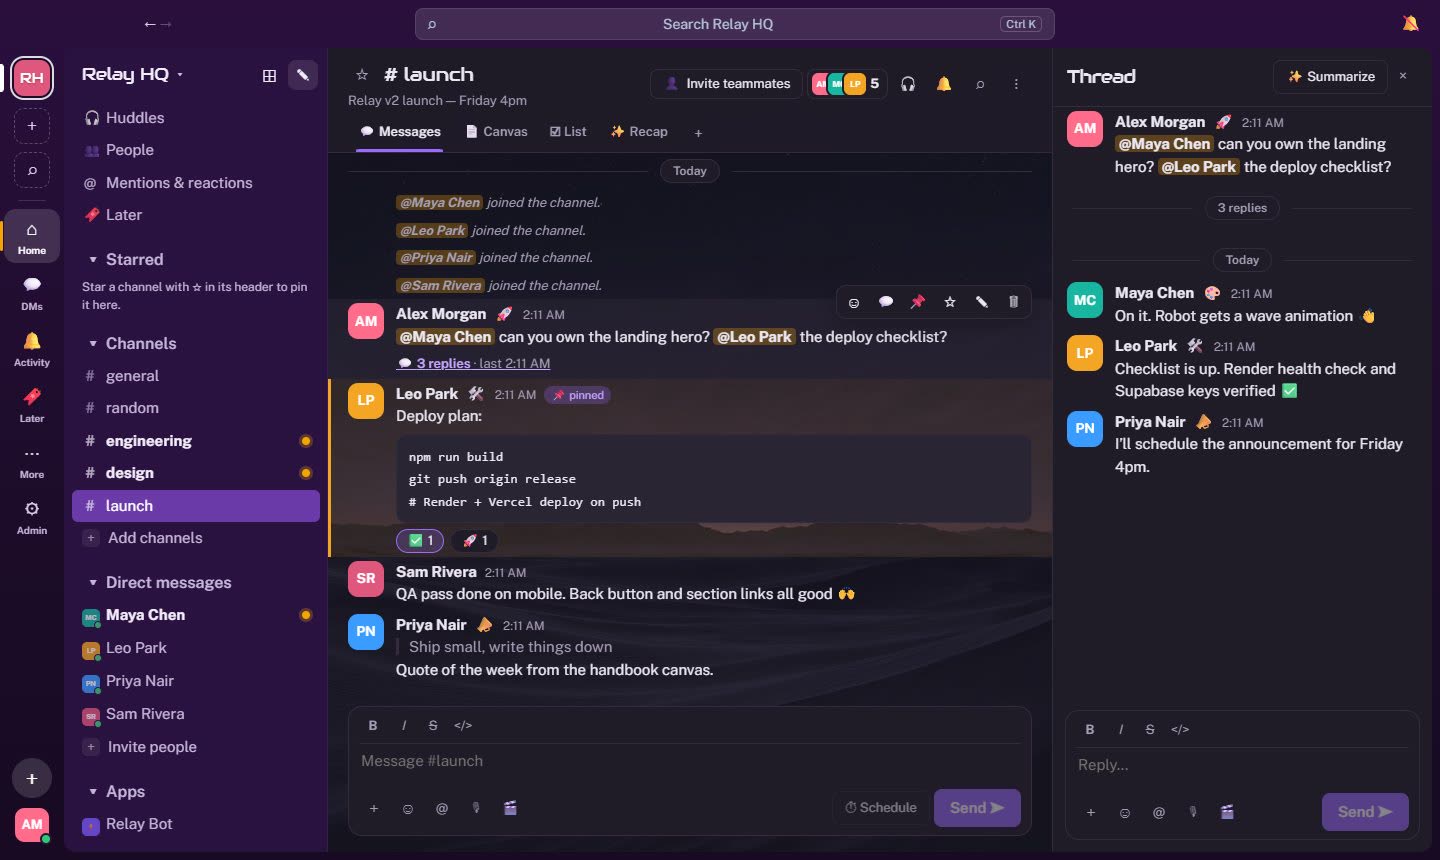 Search Relay HQ
Ctrl K
RH
Home
DMs
Activity
Later
More
Admin
AM
Relay HQ
Huddles
People
@ Mentions & reactions
Later
Starred
Star a channel with ☆ in its header to pin
it here.
Channels
# general
# random
# engineering
# design
# launch
+ Add channels
Direct messages
MC Maya Chen
LP Leo Park
PN Priya Nair
SR Sam Rivera
+ Invite people
Apps
Relay Bot
☆ # launch
Relay v2 launch — Friday 4pm
Invite teammates
LP 5
Messages
Canvas
List
Recap
+
Today
@Maya Chen joined the channel.
@Leo Park joined the channel.
@Priya Nair joined the channel.
@Sam Rivera joined the channel.
AM
Alex Morgan 🚀 2:11 AM
@Maya Chen can you own the landing hero? @Leo Park the deploy checklist?
💬 3 replies · last 2:11 AM
LP
Leo Park 🛠 2:11 AM 📌 pinned
Deploy plan:
npm run build
git push origin release
# Render + Vercel deploy on push
✅ 1 🚀 1
SR
Sam Rivera 2:11 AM
QA pass done on mobile. Back button and section links all good 🙌
PN
Priya Nair 📣 2:11 AM
Ship small, write things down
Quote of the week from the handbook canvas.
B I S </>
Message #launch
+ ☺ @
Schedule
Send ➤
Thread
✨ Summarize
×
AM
Alex Morgan 🚀 2:11 AM
@Maya Chen can you own the landing
hero? @Leo Park the deploy checklist?
3 replies
Today
MC
Maya Chen 🎨 2:11 AM
On it. Robot gets a wave animation 👋
LP
Leo Park 🛠 2:11 AM
Checklist is up. Render health check and
Supabase keys verified ✅
PN
Priya Nair 📣 2:11 AM
I'll schedule the announcement for Friday
4pm.
B I S </>
Reply...
+ ☺ @
Send ➤